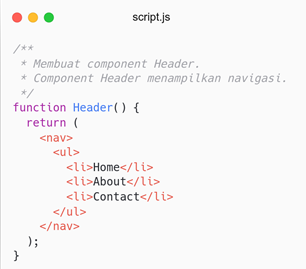 script.js
/**
 * Membuat component Header.
 * Component Header menampilkan navigasi.
 */
function Header() {
  return (
    <nav>
      <ul>
        <li>Home</li>
        <li>About</li>
        <li>Contact</li>
      </ul>
    </nav>
  );
}